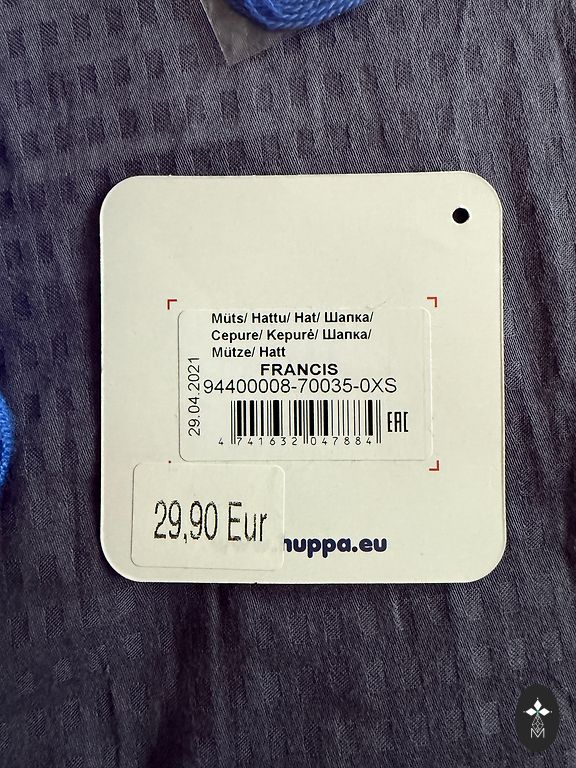 Müts/ Hattu/ Hat/ Шапка/
Cepure/ Kepurė/ Шапка/
Mütze/ Hatt
FRANCIS
94400008-70035-0XS
29.04.2021
4 741632 047884
EAC
29,90 Eur
huppa.eu
M